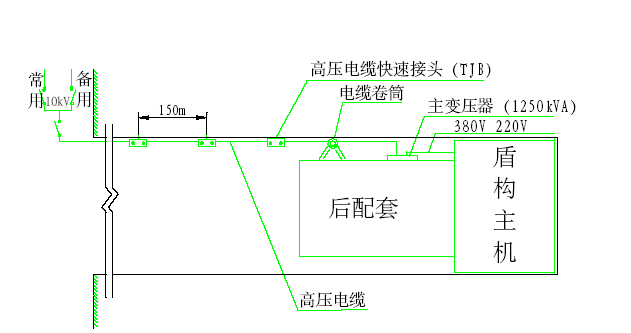 高压电缆快速接头 (TJB)
常用
备用
10kV
电缆卷筒
150m
主变压器 (1250kVA)
380V 220V
盾构主机
后配套
高压电缆